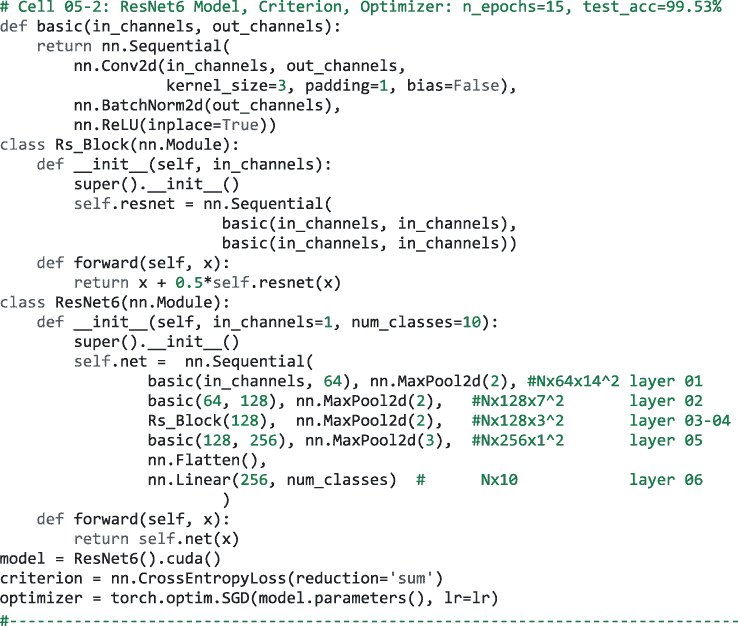 # Cell 05-2: ResNet6 Model, Criterion, Optimizer: n_epochs=15, test_acc=99.53%
def basic(in_channels, out_channels):
    return nn.Sequential(
        nn.Conv2d(in_channels, out_channels,
                  kernel_size=3, padding=1, bias=False),
        nn.BatchNorm2d(out_channels),
        nn.ReLU(inplace=True))
class Rs_Block(nn.Module):
    def __init__(self, in_channels):
        super().__init__()
        self.resnet = nn.Sequential(
                        basic(in_channels, in_channels),
                        basic(in_channels, in_channels))
    def forward(self, x):
        return x + 0.5*self.resnet(x)
class ResNet6(nn.Module):
    def __init__(self, in_channels=1, num_classes=10):
        super().__init__()
        self.net =  nn.Sequential(
                basic(in_channels, 64), nn.MaxPool2d(2), #Nx64x14^2 layer 01
                basic(64, 128), nn.MaxPool2d(2),   #Nx128x7^2       layer 02
                Rs_Block(128),  nn.MaxPool2d(2),   #Nx128x3^2       layer 03-04
                basic(128, 256), nn.MaxPool2d(3),  #Nx256x1^2       layer 05
                nn.Flatten(),
                nn.Linear(256, num_classes)  #      Nx10            layer 06
                        )
    def forward(self, x):
        return self.net(x)
model = ResNet6().cuda()
criterion = nn.CrossEntropyLoss(reduction='sum')
optimizer = torch.optim.SGD(model.parameters(), lr=lr)
#-------------------------------------------------------------------------------